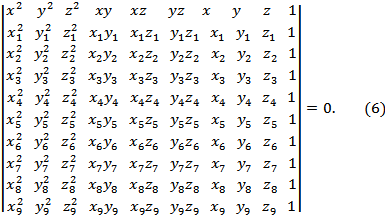 x² y² z² xy xz yz x y z 1
x₁² y₁² z₁² x₁y₁ x₁z₁ y₁z₁ x₁ y₁ z₁ 1
x₂² y₂² z₂² x₂y₂ x₂z₂ y₂z₂ x₂ y₂ z₂ 1
x₃² y₃² z₃² x₃y₃ x₃z₃ y₃z₃ x₃ y₃ z₃ 1
x₄² y₄² z₄² x₄y₄ x₄z₄ y₄z₄ x₄ y₄ z₄ 1
x₅² y₅² z₅² x₅y₅ x₅z₅ y₅z₅ x₅ y₅ z₅ 1 = 0. (6)
x₆² y₆² z₆² x₆y₆ x₆z₆ y₆z₆ x₆ y₆ z₆ 1
x₇² y₇² z₇² x₇y₇ x₇z₇ y₇z₇ x₇ y₇ z₇ 1
x₈² y₈² z₈² x₈y₈ x₈z₈ y₈z₈ x₈ y₈ z₈ 1
x₉² y₉² z₉² x₉y₉ x₉z₉ y₉z₉ x₉ y₉ z₉ 1